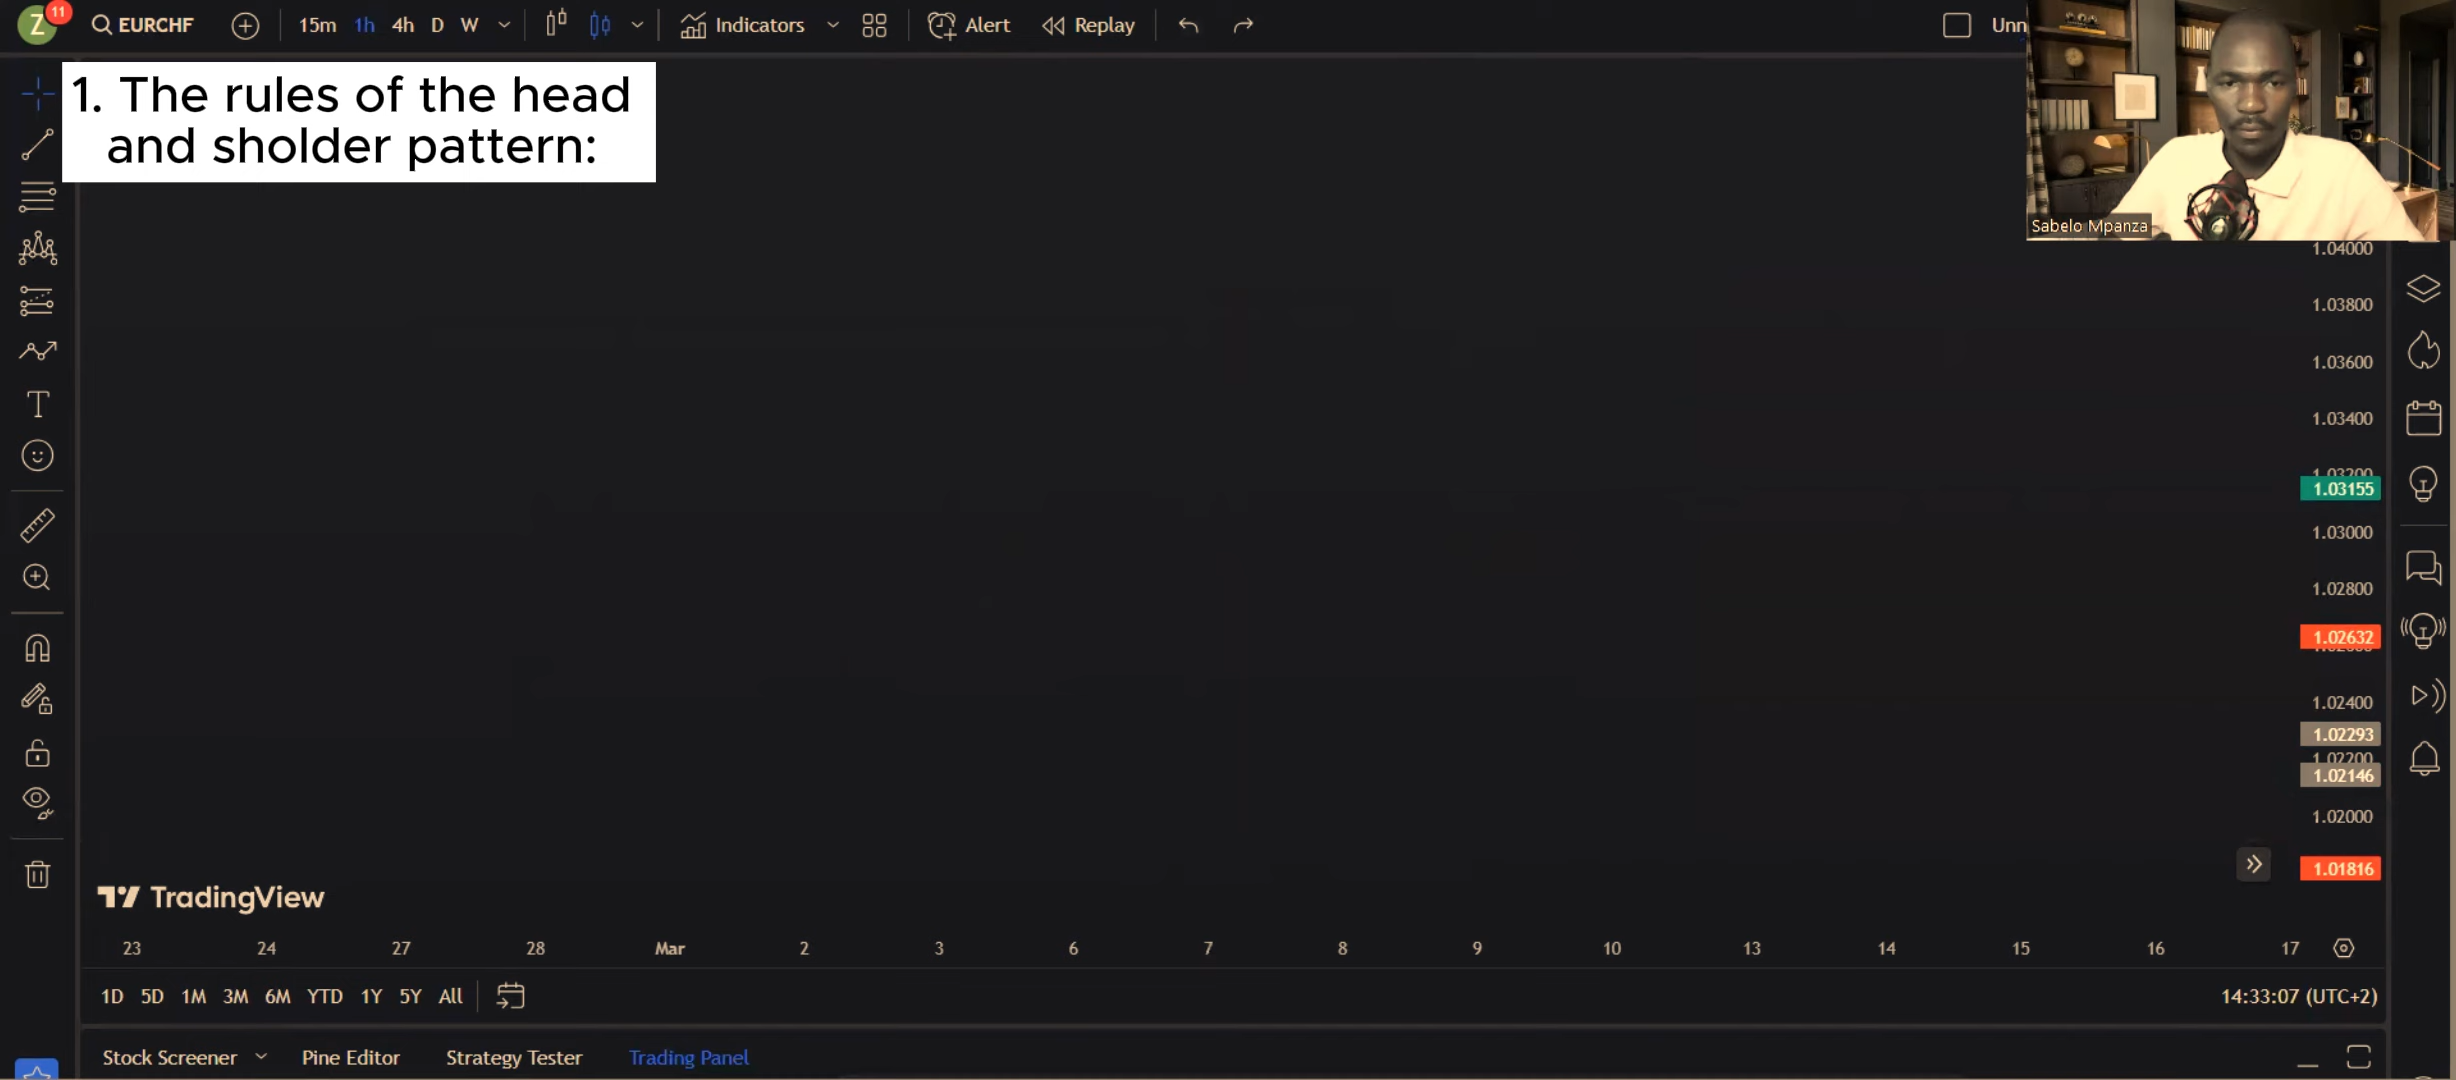 Z
11
EURCHF
15m
1h
4h
D
W
Indicators
Alert
Replay
Unn
1. The rules of the head
and sholder pattern:
Sabelo Mpanza
1.04000
1.03800
1.03600
1.03400
1.03200
1.03155
1.03000
1.02800
1.02632
1.02400
1.02293
1.02200
1.02146
1.02000
1.01816
TradingView
23
24
27
28
Mar
2
3
6
7
8
9
10
13
14
15
16
17
1D
5D
1M
3M
6M
YTD
1Y
5Y
All
14:33:07 (UTC+2)
Stock Screener
Pine Editor
Strategy Tester
Trading Panel